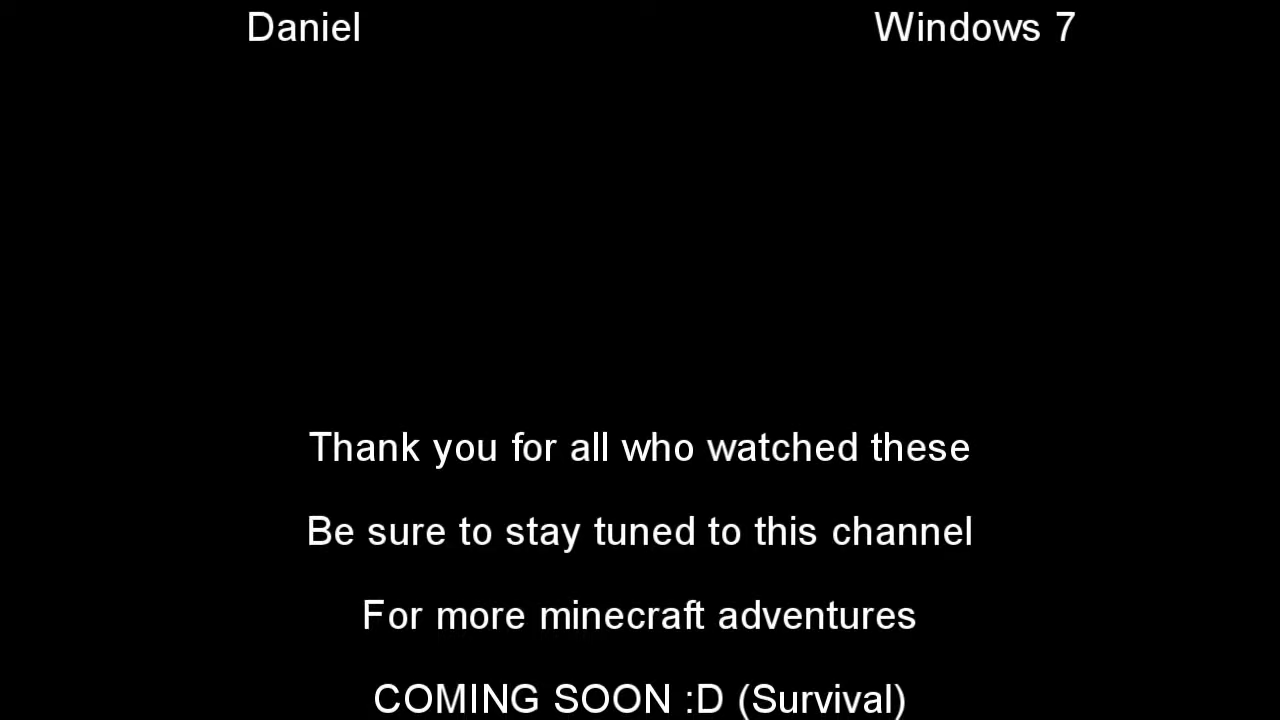 Daniel Windows 7
Thank you for all who watched these
Be sure to stay tuned to this channel
For more minecraft adventures
COMING SOON :D (Survival)